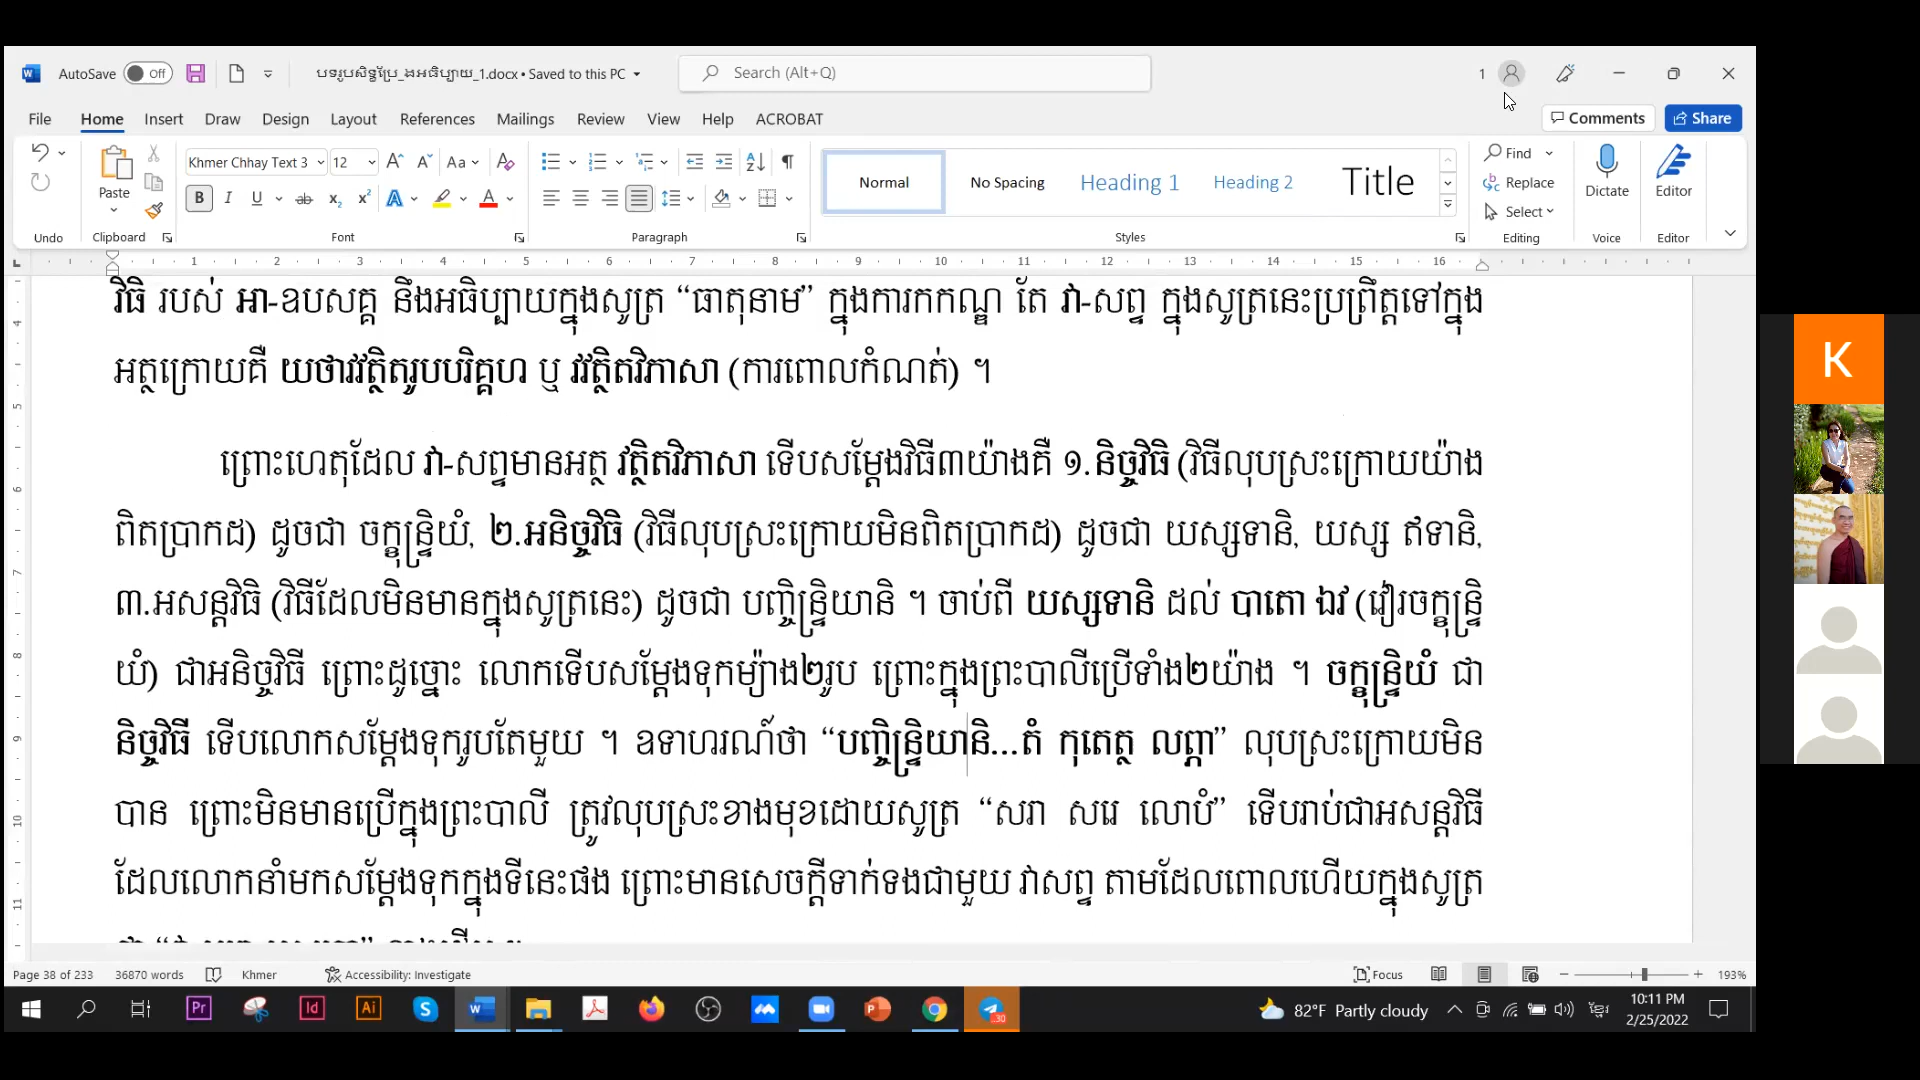 AutoSave Off បទរូបសិទ្ធិប្រែ_ងអធិប្បាយ_1.docx • Saved to this PC Search (Alt+Q) 1
File Home Insert Draw Design Layout References Mailings Review View Help ACROBAT Comments Share
Khmer Chhay Text 3 12 Aa Normal No Spacing Heading 1 Heading 2 Title
Paste Find Replace Select Dictate Editor
Undo Clipboard Font Paragraph Styles Editing Voice Editor
1 2 3 4 5 6 7 8 9 10 11 12 13 14 15 16
វិធិ របស់ អា-ឧបសគ្គ នឹងអធិប្បាយក្នុងសូត្រ “ធាតុនាម” ក្នុងការកកណ្ឌ តែ វា-សព្ទ ក្នុងសូត្រនេះប្រព្រឹត្តទៅក្នុង
អត្ថក្រោយគឺ យថាវវត្ថិតរូបបរិគ្គហ ឬ វវត្ថិតវិភាសា (ការពោលកំណត់) ។
ព្រោះហេតុដែល វា-សព្ទមានអត្ថ វត្ថិតវិភាសា ទើបសម្តែងវិធី៣យ៉ាងគឺ ១.និច្ចវិធិ (វិធីលុបស្រះក្រោយយ៉ាង
ពិតប្រាកដ) ដូចជា ចក្ខុន្ទ្រិយំ, ២.អនិច្ចវិធិ (វិធីលុបស្រះក្រោយមិនពិតប្រាកដ) ដូចជា យស្សទានិ, យស្ស ឥទានិ,
៣.អសន្តវិធិ (វិធីដែលមិនមានក្នុងសូត្រនេះ) ដូចជា បញ្ចិន្ទ្រិយានិ ។ ចាប់ពី យស្សទានិ ដល់ បាតោ ឯវ (វៀរចក្ខុន្ទ្រិ
យំ) ជាអនិច្ចវិធី ព្រោះដូច្នោះ លោកទើបសម្តែងទុកម្យ៉ាង២រូប ព្រោះក្នុងព្រះបាលីប្រើទាំង២យ៉ាង ។ ចក្ខុន្ទ្រិយំ ជា
និច្ចវិធី ទើបលោកសម្តែងទុករូបតែមួយ ។ ឧទាហរណ៍ថា “បញ្ចិន្ទ្រិយានិ...តំ កុតេត្ថ លព្ភា” លុបស្រះក្រោយមិន
បាន ព្រោះមិនមានប្រើក្នុងព្រះបាលី ត្រូវលុបស្រះខាងមុខដោយសូត្រ “សរា សរេ លោបំ” ទើបរាប់ជាអសន្តវិធី
ដែលលោកនាំមកសម្តែងទុកក្នុងទីនេះផង ព្រោះមានសេចក្តីទាក់ទងជាមួយ វាសព្ទ តាមដែលពោលហើយក្នុងសូត្រ
Page 38 of 233 36870 words Khmer Accessibility: Investigate Focus 193%
82°F Partly cloudy 10:11 PM
2/25/2022
K